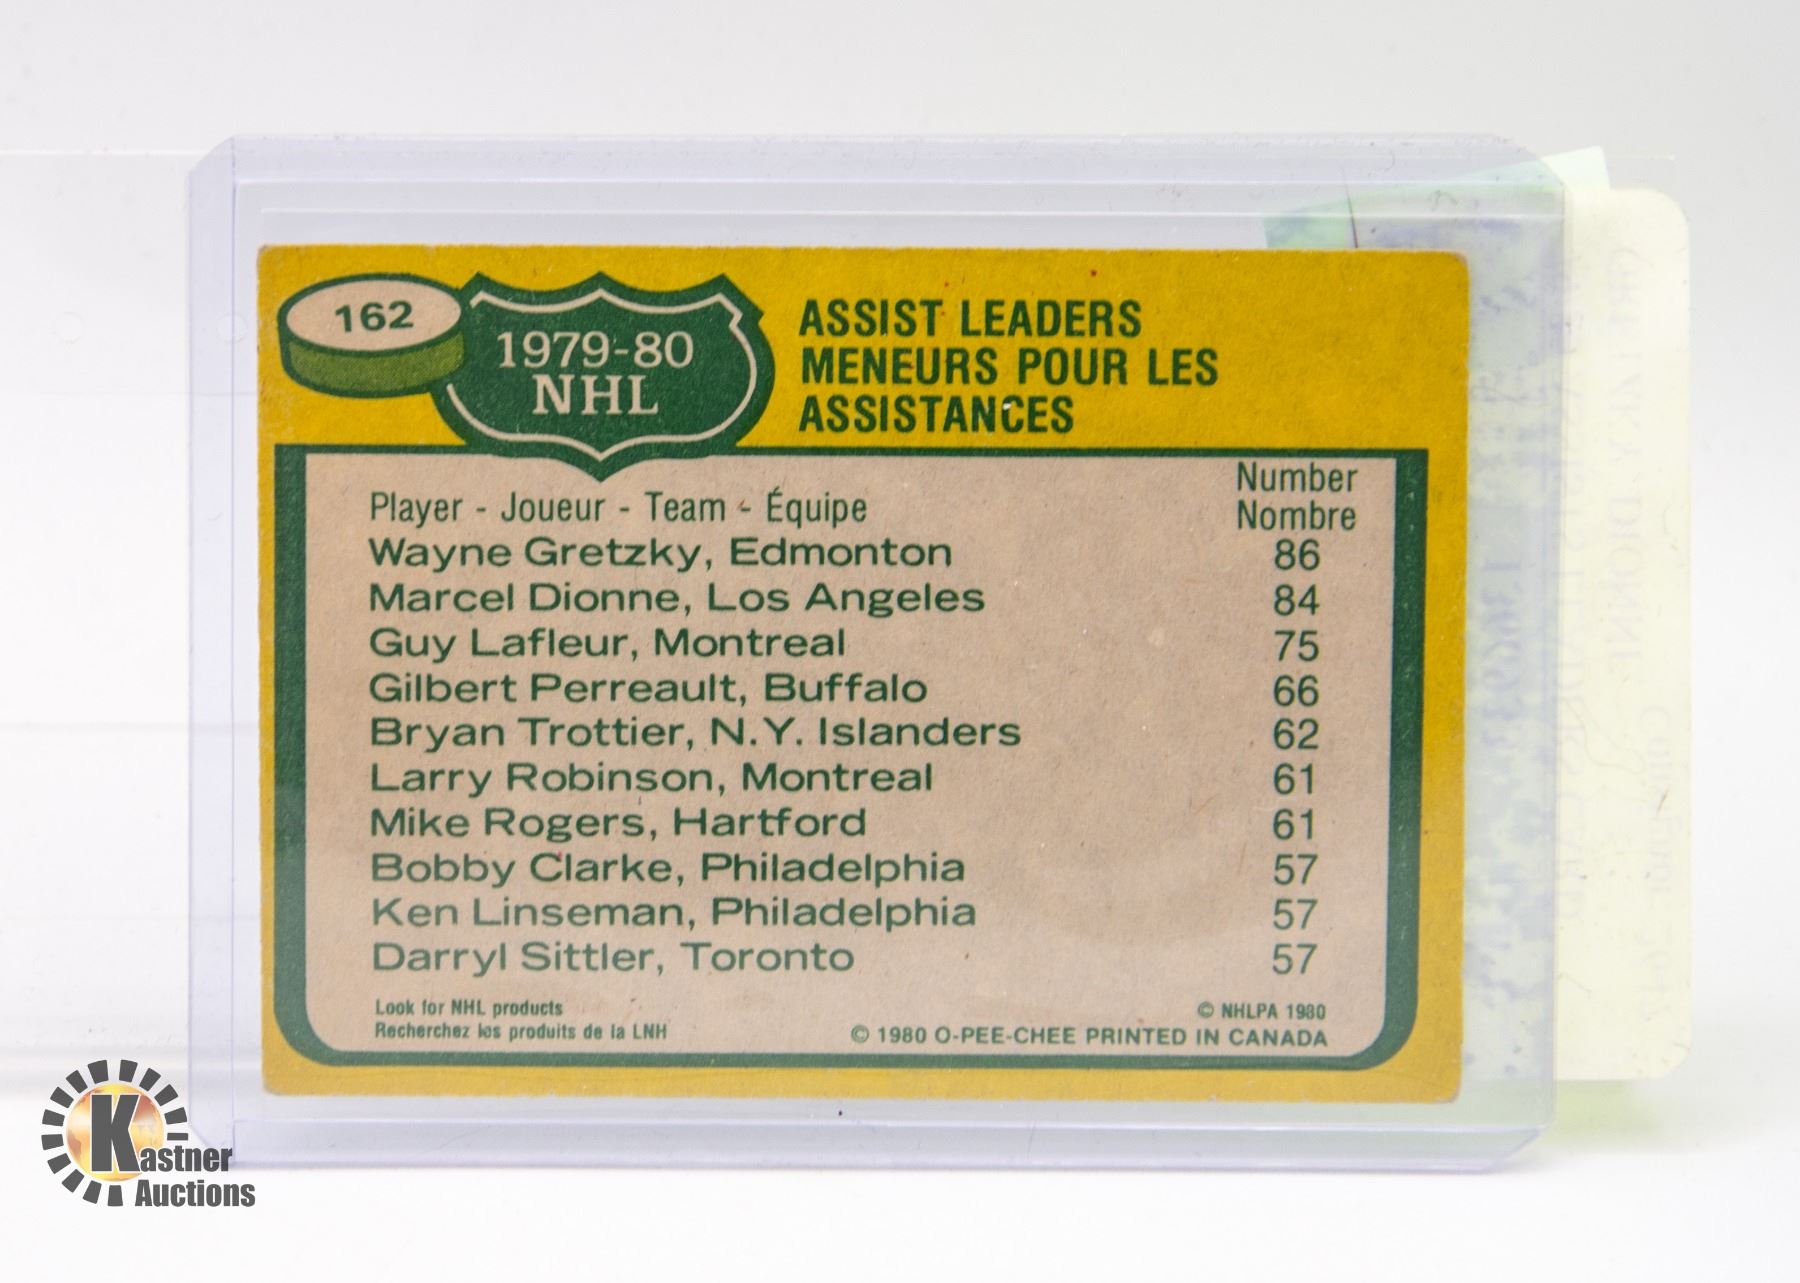 162
1979-80
NHL
ASSIST LEADERS
MENEURS POUR LES
ASSISTANCES
Player - Joueur - Team - Équipe
Number
Nombre
Wayne Gretzky, Edmonton 86
Marcel Dionne, Los Angeles 84
Guy Lafleur, Montreal 75
Gilbert Perreault, Buffalo 66
Bryan Trottier, N.Y. Islanders 62
Larry Robinson, Montreal 61
Mike Rogers, Hartford 61
Bobby Clarke, Philadelphia 57
Ken Linseman, Philadelphia 57
Darryl Sittler, Toronto 57
Look for NHL products
Recherchez les produits de la LNH
© NHLPA 1980
© 1980 O-PEE-CHEE PRINTED IN CANADA
Kastner
Auctions